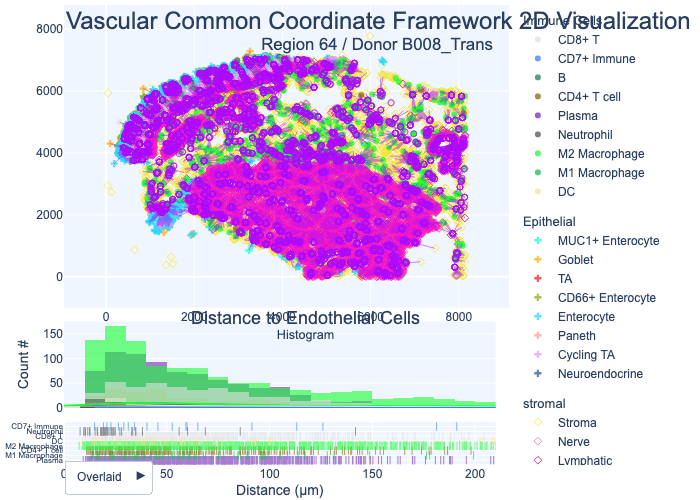 Vascular Common Coordinate Framework 2D Visualization
Region 64 / Donor B008_Trans
8000
6000
4000
2000
0
0
2000
4000
6000
8000
Immune Cells
CD8+ T
CD7+ Immune
B
CD4+ T cell
Plasma
Neutrophil
M2 Macrophage
M1 Macrophage
DC
Epithelial
MUC1+ Enterocyte
Goblet
TA
CD66+ Enterocyte
Enterocyte
Paneth
Cycling TA
Neuroendocrine
stromal
Stroma
Nerve
Lymphatic
Distance to Endothelial Cells
Histogram
Count #
150
100
50
0
CD7+ Immune
Neutrophil
CD8+ T
DC
M2 Macrophage
CD4+ T cell
M1 Macrophage
Plasma
0
50
100
150
200
Distance (μm)
Overlaid ▶